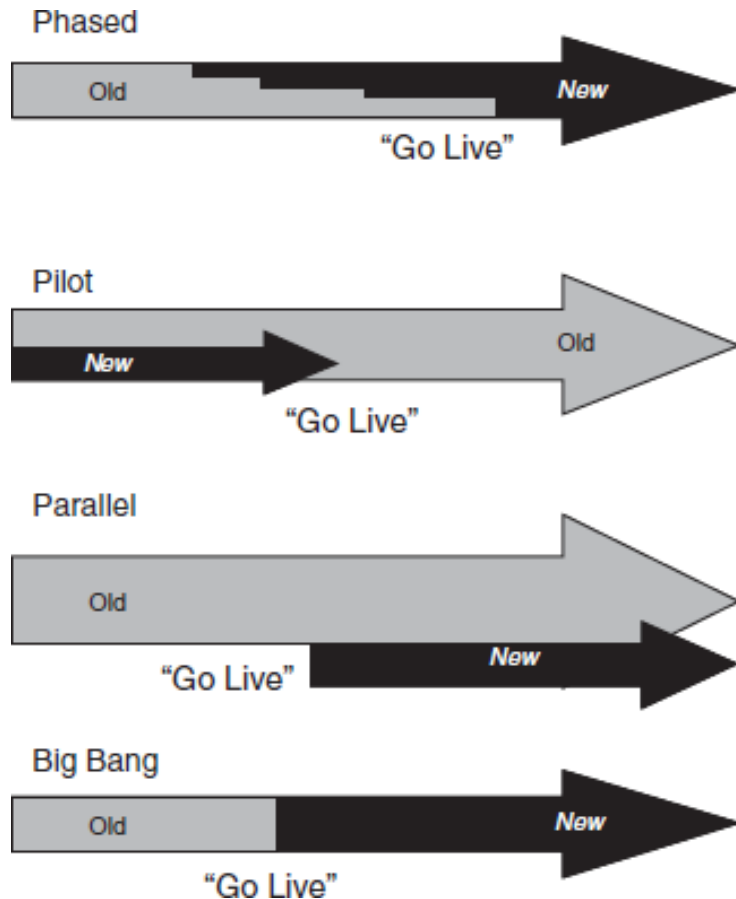 Phased
Old
New
“Go Live”
Pilot
New
Old
“Go Live”
Parallel
Old
New
“Go Live”
Big Bang
Old
New
“Go Live”